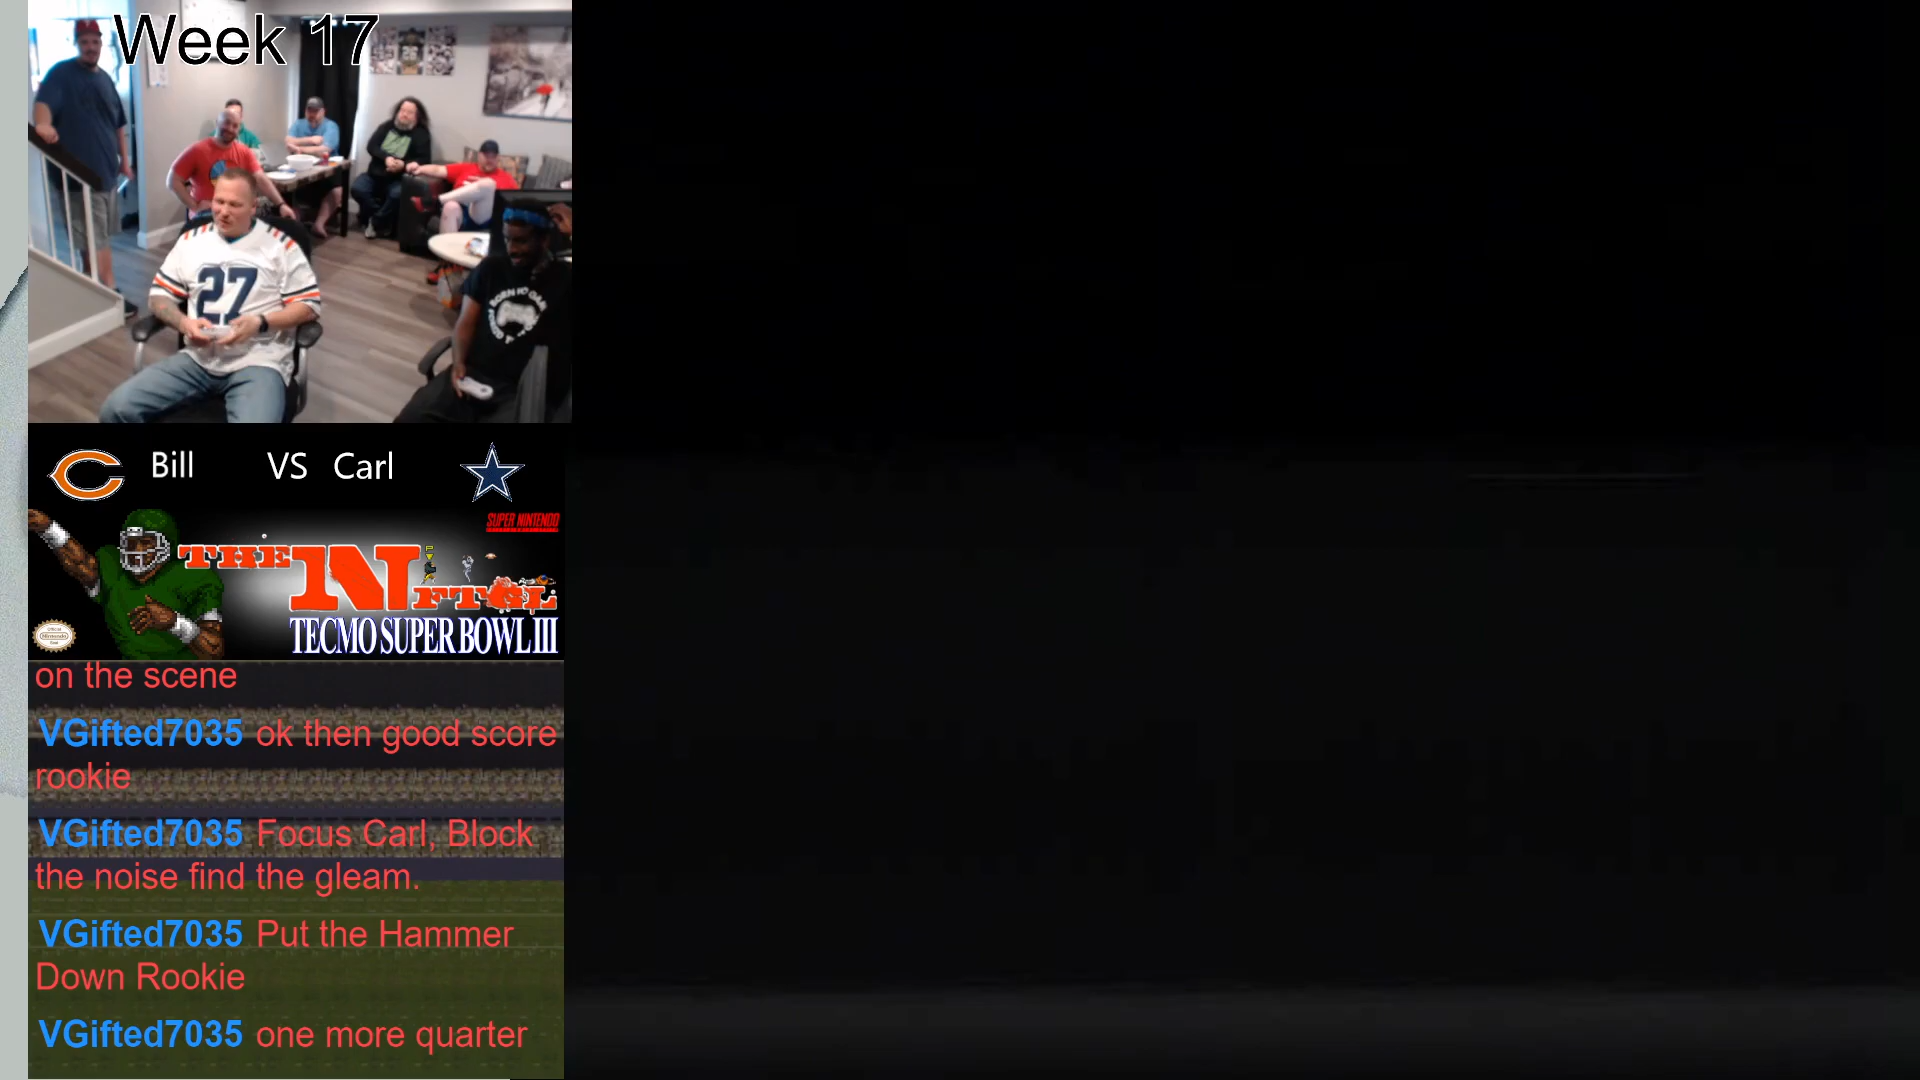 Week 17
27
Bill VS Carl
SUPER NINTENDO
THE NFTSL
TECMO SUPER BOWL III
on the scene
VGifted7035 ok then good score
rookie
VGifted7035 Focus Carl, Block
the noise find the gleam.
VGifted7035 Put the Hammer
Down Rookie
VGifted7035 one more quarter